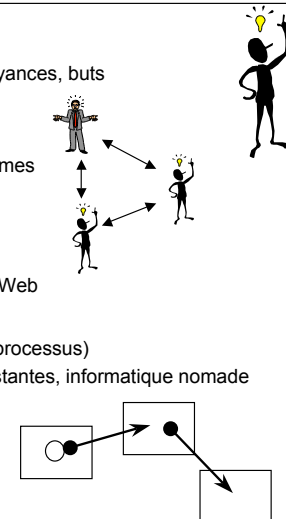 yances, buts
mes
Web
processus)
stantes, informatique nomade